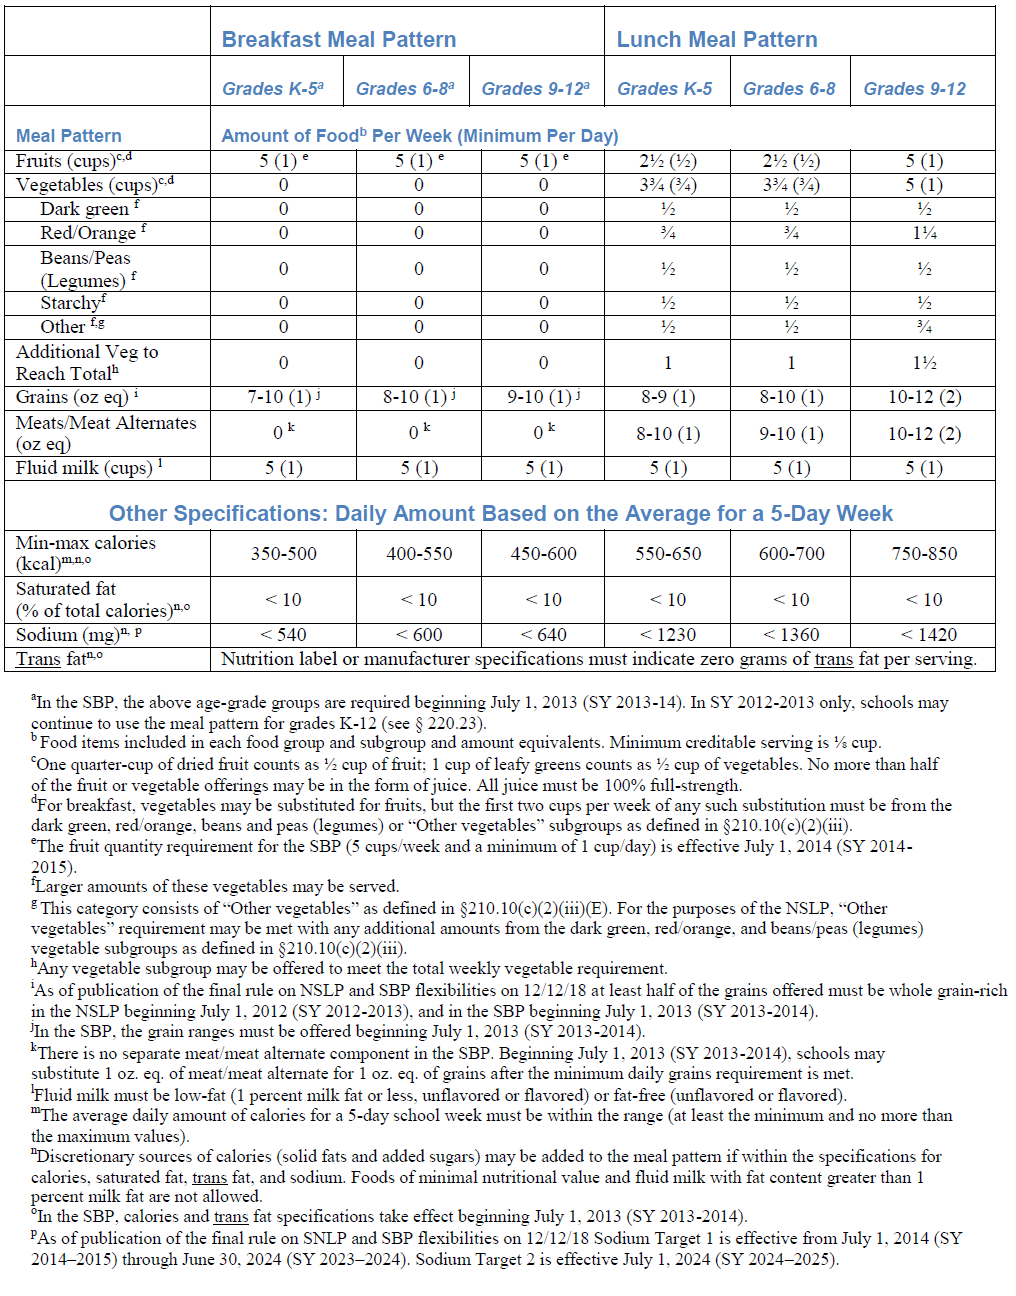 Breakfast Meal Pattern Lunch Meal Pattern
Grades K-5a Grades 6-8a Grades 9-12a Grades K-5 Grades 6-8 Grades 9-12
Meal Pattern Amount of Foodb Per Week (Minimum Per Day)
Fruits (cups)c,d 5 (1) e 5 (1) e 5 (1) e 2½ (½) 2½ (½) 5 (1)
Vegetables (cups)c,d 0 0 0 3¾ (¾) 3¾ (¾) 5 (1)
Dark green f 0 0 0 ½ ½ ½
Red/Orange f 0 0 0 ¾ ¾ 1¼
Beans/Peas
(Legumes) f 0 0 0 ½ ½ ½
Starchyf 0 0 0 ½ ½ ½
Other f,g 0 0 0 ½ ½ ¾
Additional Veg to
Reach Totalh 0 0 0 1 1 1½
Grains (oz eq) i 7-10 (1) j 8-10 (1) j 9-10 (1) j 8-9 (1) 8-10 (1) 10-12 (2)
Meats/Meat Alternates
(oz eq) 0 k 0 k 0 k 8-10 (1) 9-10 (1) 10-12 (2)
Fluid milk (cups) l 5 (1) 5 (1) 5 (1) 5 (1) 5 (1) 5 (1)
Other Specifications: Daily Amount Based on the Average for a 5-Day Week
Min-max calories
(kcal)m,n,o 350-500 400-550 450-600 550-650 600-700 750-850
Saturated fat
(% of total calories)n,o < 10 < 10 < 10 < 10 < 10 < 10
Sodium (mg)n, p < 540 < 600 < 640 < 1230 < 1360 < 1420
Trans fatn,o Nutrition label or manufacturer specifications must indicate zero grams of trans fat per serving.
aIn the SBP, the above age-grade groups are required beginning July 1, 2013 (SY 2013-14). In SY 2012-2013 only, schools may
continue to use the meal pattern for grades K-12 (see § 220.23).
b Food items included in each food group and subgroup and amount equivalents. Minimum creditable serving is ⅛ cup.
cOne quarter-cup of dried fruit counts as ½ cup of fruit; 1 cup of leafy greens counts as ½ cup of vegetables. No more than half
of the fruit or vegetable offerings may be in the form of juice. All juice must be 100% full-strength.
dFor breakfast, vegetables may be substituted for fruits, but the first two cups per week of any such substitution must be from the
dark green, red/orange, beans and peas (legumes) or “Other vegetables” subgroups as defined in §210.10(c)(2)(iii).
eThe fruit quantity requirement for the SBP (5 cups/week and a minimum of 1 cup/day) is effective July 1, 2014 (SY 2014-
2015).
fLarger amounts of these vegetables may be served.
g This category consists of “Other vegetables” as defined in §210.10(c)(2)(iii)(E). For the purposes of the NSLP, “Other
vegetables” requirement may be met with any additional amounts from the dark green, red/orange, and beans/peas (legumes)
vegetable subgroups as defined in §210.10(c)(2)(iii).
hAny vegetable subgroup may be offered to meet the total weekly vegetable requirement.
iAs of publication of the final rule on NSLP and SBP flexibilities on 12/12/18 at least half of the grains offered must be whole grain-rich
in the NSLP beginning July 1, 2012 (SY 2012-2013), and in the SBP beginning July 1, 2013 (SY 2013-2014).
jIn the SBP, the grain ranges must be offered beginning July 1, 2013 (SY 2013-2014).
kThere is no separate meat/meat alternate component in the SBP. Beginning July 1, 2013 (SY 2013-2014), schools may
substitute 1 oz. eq. of meat/meat alternate for 1 oz. eq. of grains after the minimum daily grains requirement is met.
lFluid milk must be low-fat (1 percent milk fat or less, unflavored or flavored) or fat-free (unflavored or flavored).
mThe average daily amount of calories for a 5-day school week must be within the range (at least the minimum and no more than
the maximum values).
nDiscretionary sources of calories (solid fats and added sugars) may be added to the meal pattern if within the specifications for
calories, saturated fat, trans fat, and sodium. Foods of minimal nutritional value and fluid milk with fat content greater than 1
percent milk fat are not allowed.
oIn the SBP, calories and trans fat specifications take effect beginning July 1, 2013 (SY 2013-2014).
pAs of publication of the final rule on SNLP and SBP flexibilities on 12/12/18 Sodium Target 1 is effective from July 1, 2014 (SY
2014–2015) through June 30, 2024 (SY 2023–2024). Sodium Target 2 is effective July 1, 2024 (SY 2024–2025).